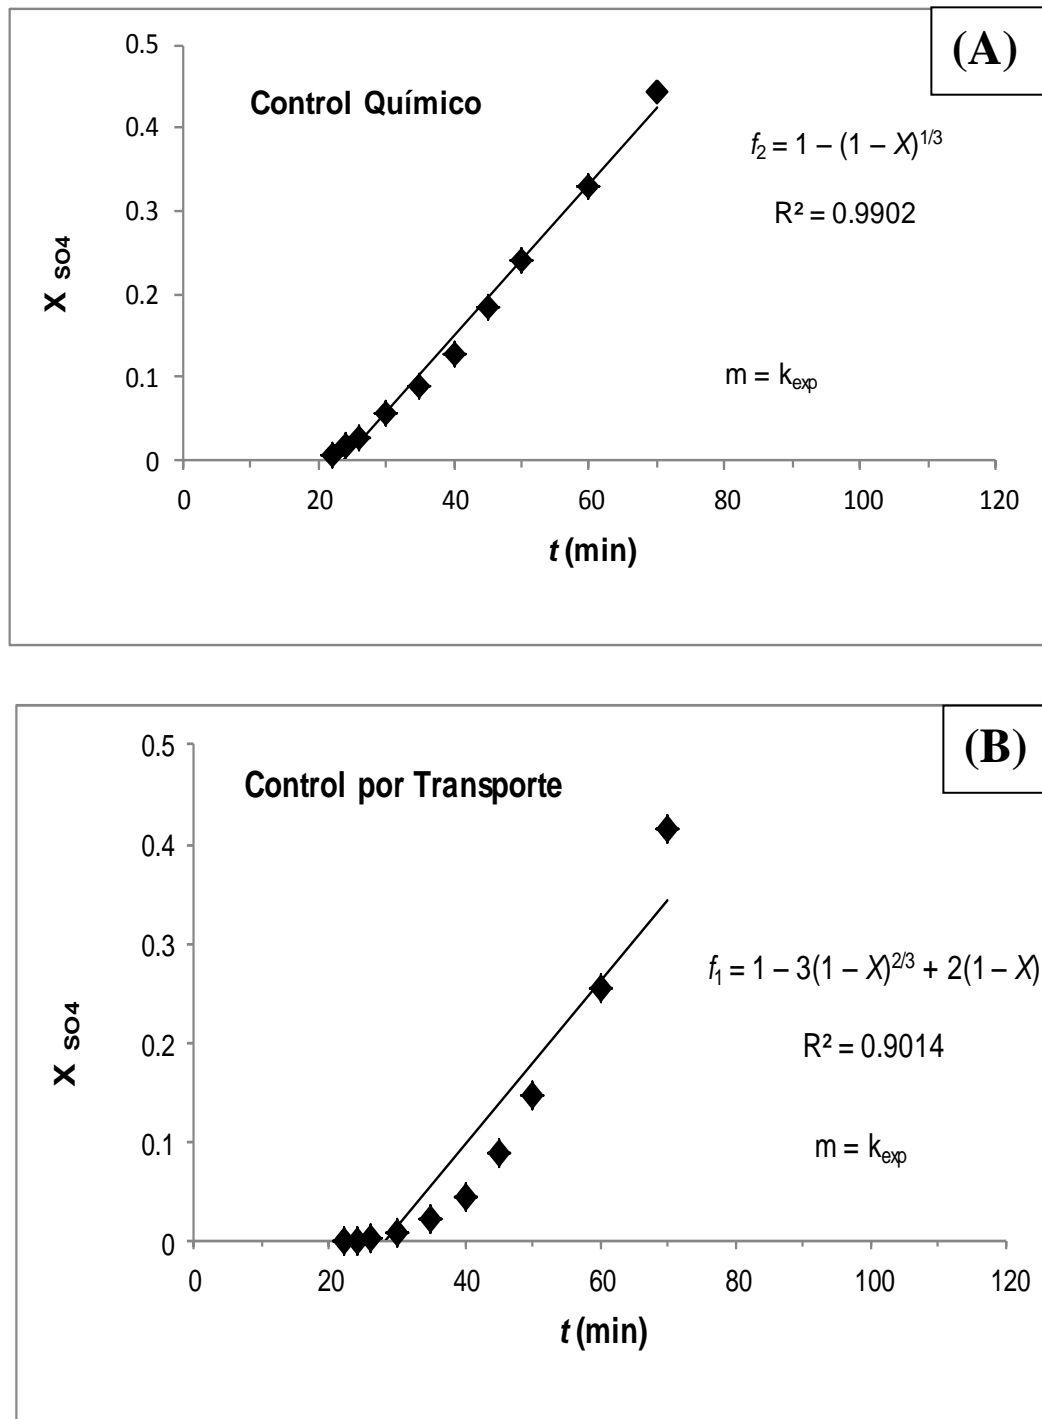 (A)
0.5
Control Químico
0.4
f₂ = 1 – (1 – X)^1/3
0.3
R² = 0.9902
X SO4
0.2
0.1
m = k_exp
0
0 20 40 60 80 100 120
t (min)
(B)
0.5
Control por Transporte
0.4
0.3
f₁ = 1 – 3(1 – X)^2/3 + 2(1 – X)
R² = 0.9014
X SO4
0.2
0.1
m = k_exp
0
0 20 40 60 80 100 120
t (min)